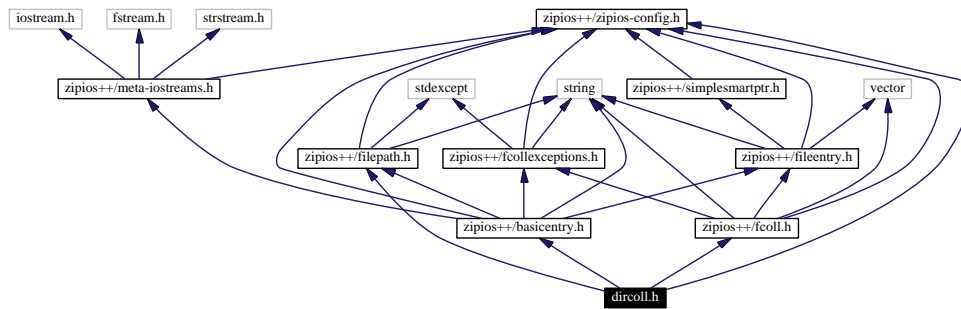 iostream.h
fstream.h
strstream.h
zipios++/zipios-config.h
zipios++/meta-iostreams.h
stdexcept
string
zipios++/simplesmartptr.h
vector
zipios++/filepath.h
zipios++/fcollexceptions.h
zipios++/fileentry.h
zipios++/basicentry.h
zipios++/fcoll.h
dircoll.h